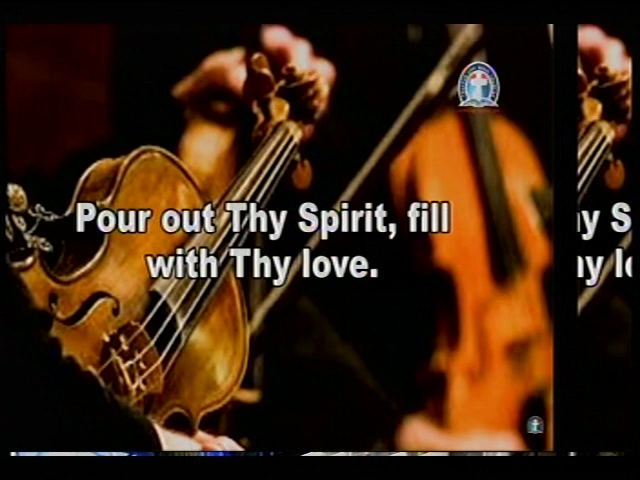 Pour out Thy Spirit, fill
with Thy love.
y S
y l